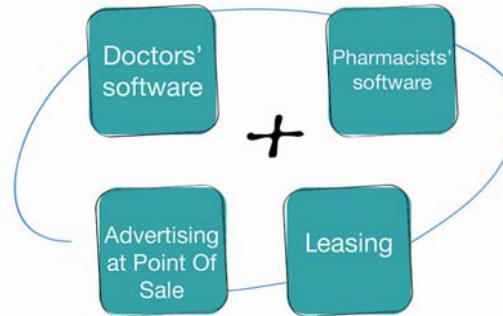 Doctors'
software
Pharmacists'
software
+
Advertising
at Point Of
Sale
Leasing